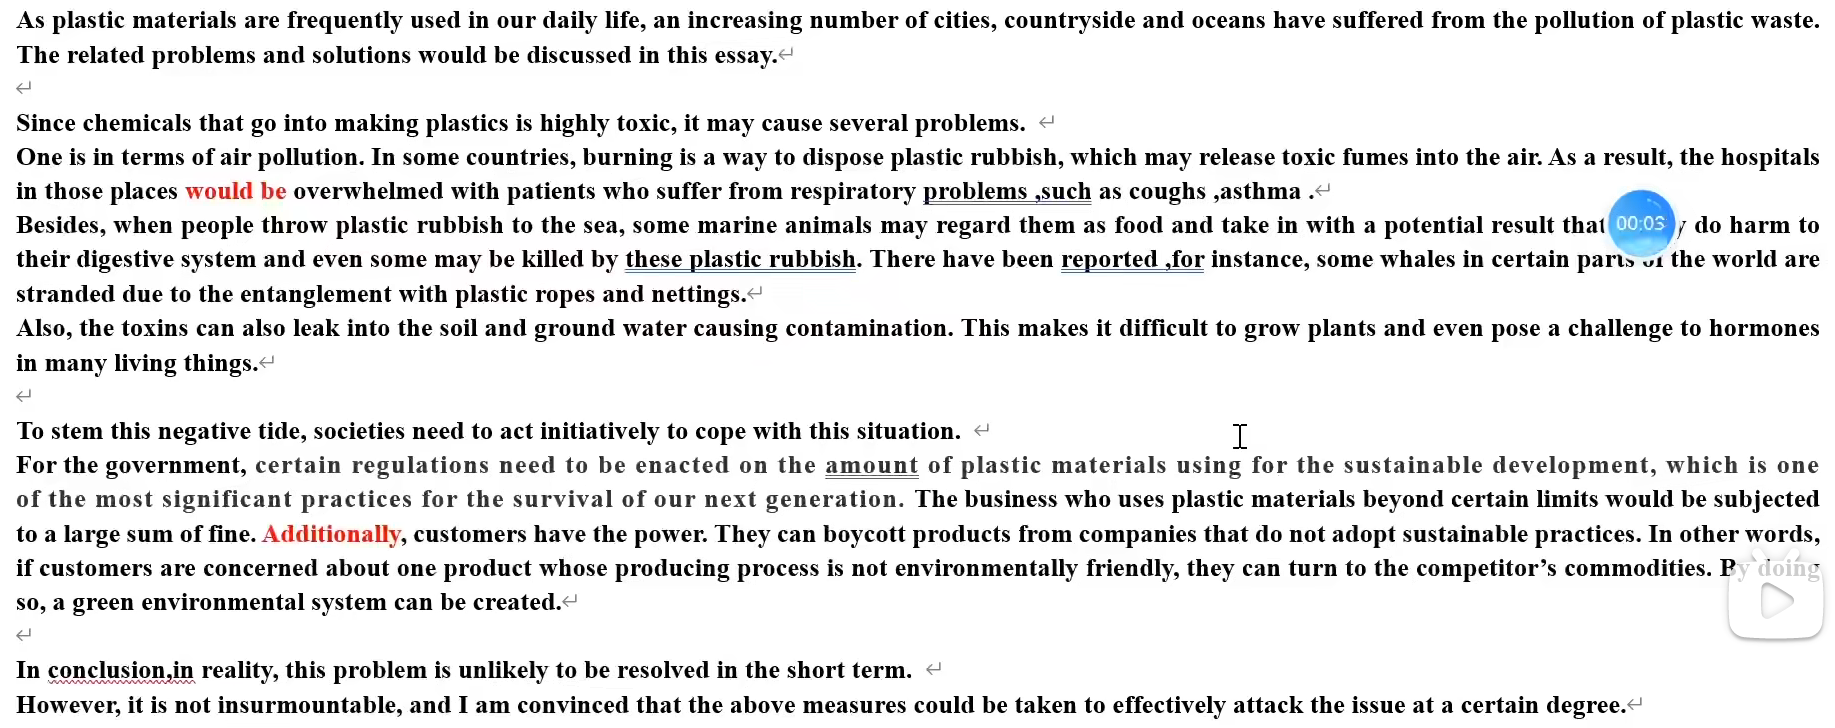 As plastic materials are frequently used in our daily life, an increasing number of cities, countryside and oceans have suffered from the pollution of plastic waste.
The related problems and solutions would be discussed in this essay.
Since chemicals that go into making plastics is highly toxic, it may cause several problems.
One is in terms of air pollution. In some countries, burning is a way to dispose plastic rubbish, which may release toxic fumes into the air. As a result, the hospitals
in those places would be overwhelmed with patients who suffer from respiratory problems ,such as coughs ,asthma .
Besides, when people throw plastic rubbish to the sea, some marine animals may regard them as food and take in with a potential result that 00:03 do harm to
their digestive system and even some may be killed by these plastic rubbish. There have been reported ,for instance, some whales in certain parts of the world are
stranded due to the entanglement with plastic ropes and nettings.
Also, the toxins can also leak into the soil and ground water causing contamination. This makes it difficult to grow plants and even pose a challenge to hormones
in many living things.
To stem this negative tide, societies need to act initiatively to cope with this situation.
For the government, certain regulations need to be enacted on the amount of plastic materials using for the sustainable development, which is one
of the most significant practices for the survival of our next generation. The business who uses plastic materials beyond certain limits would be subjected
to a large sum of fine. Additionally, customers have the power. They can boycott products from companies that do not adopt sustainable practices. In other words,
if customers are concerned about one product whose producing process is not environmentally friendly, they can turn to the competitor’s commodities. By doing
so, a green environmental system can be created.
In conclusion,in reality, this problem is unlikely to be resolved in the short term.
However, it is not insurmountable, and I am convinced that the above measures could be taken to effectively attack the issue at a certain degree.